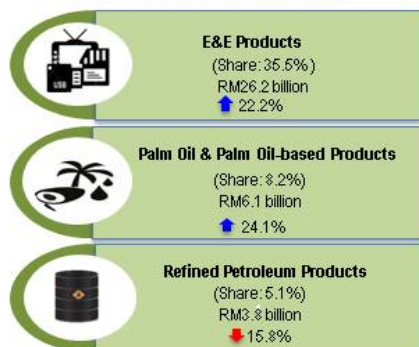 E&E Products
(Share: 35.5%)
RM26.2 billion
22.2%
USB
Palm Oil & Palm Oil-based Products
(Share: 8.2%)
RM6.1 billion
24.1%
Refined Petroleum Products
(Share: 5.1%)
RM3.8 billion
15.8%